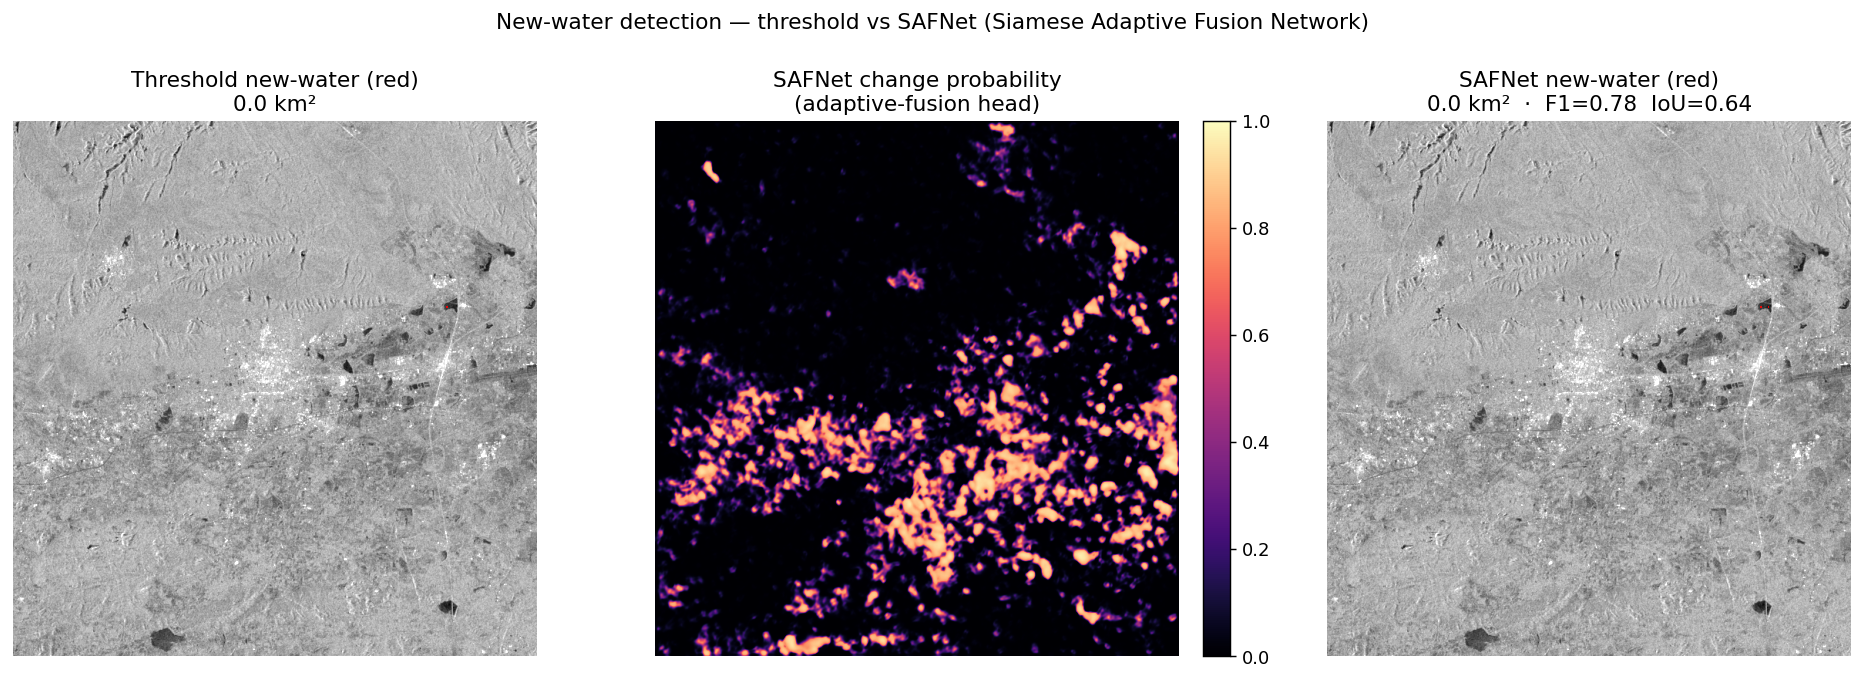 New-water detection — threshold vs SAFNet (Siamese Adaptive Fusion Network)
Threshold new-water (red)
0.0 km²
SAFNet change probability
(adaptive-fusion head)
SAFNet new-water (red)
0.0 km² · F1=0.78 IoU=0.64
1.0
0.8
0.6
0.4
0.2
0.0